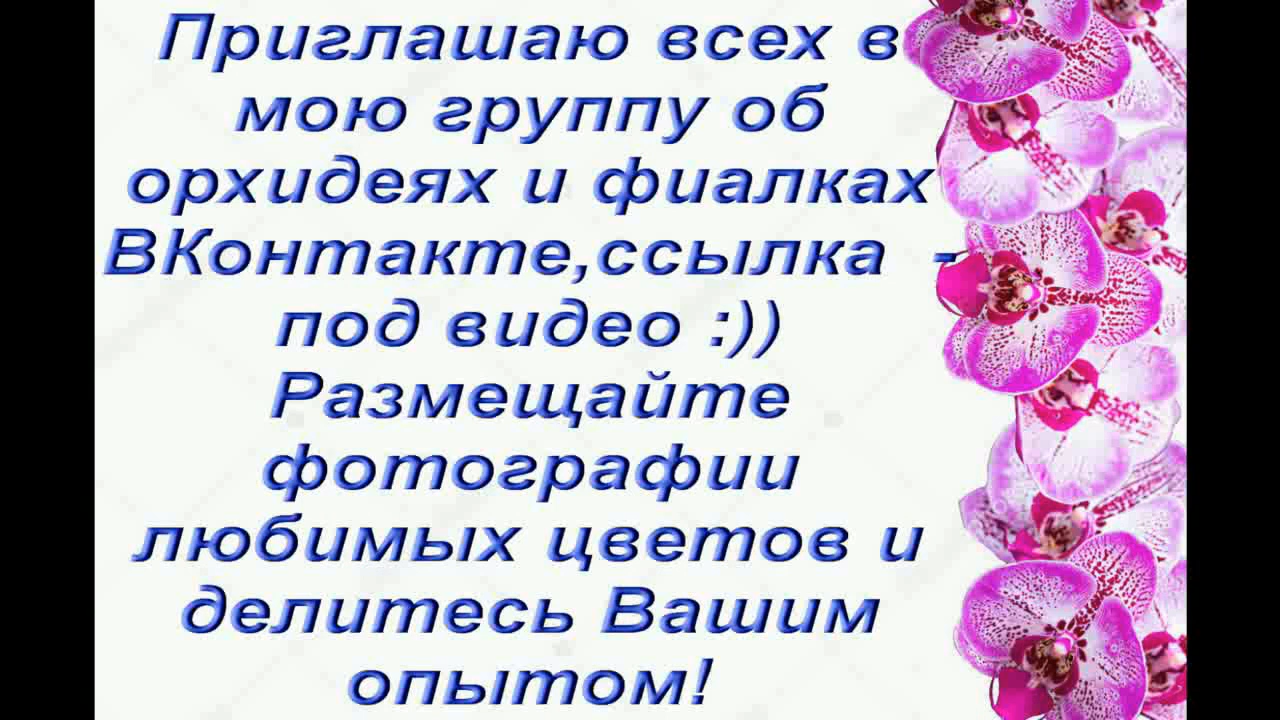 Приглашаю всех в
мою группу об
орхидеях и фиалках
ВКонтакте,ссылка -
под видео :))
Размещайте
фотографии
любимых цветов и
делитесь Вашим
опытом!